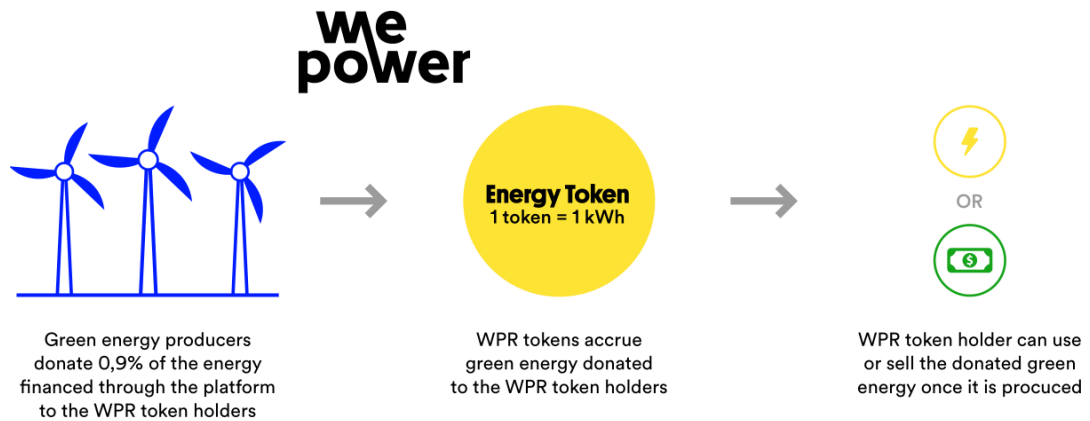 we
power
Energy Token
1 token = 1 kWh
OR
$
Green energy producers
donate 0,9% of the energy
financed through the platform
to the WPR token holders
WPR tokens accrue
green energy donated
to the WPR token holders
WPR token holder can use
or sell the donated green
energy once it is procuced